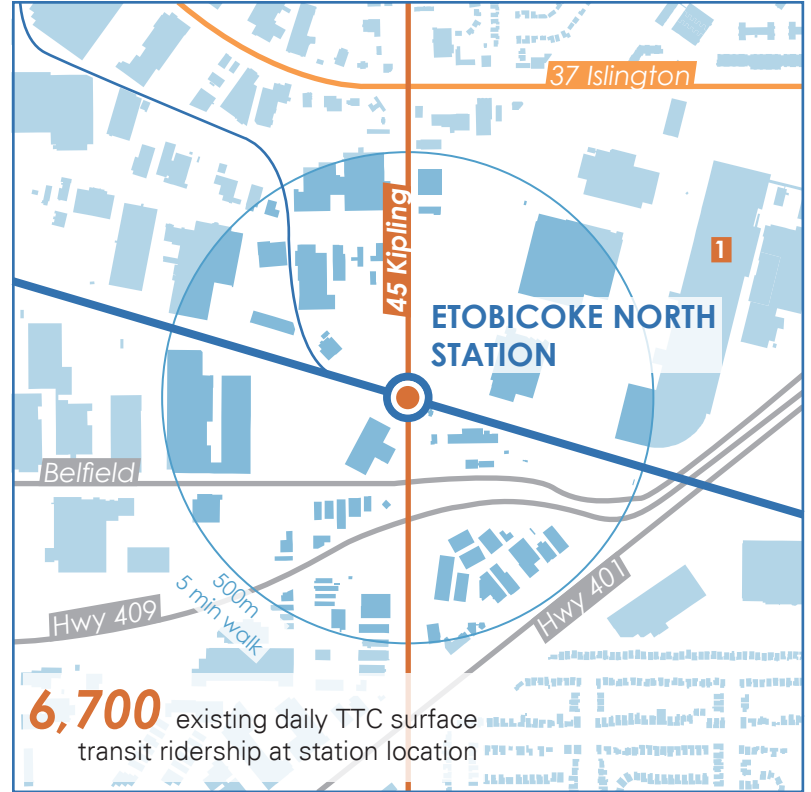 37 Islington
45 Kipling
1
ETOBICOKE NORTH
STATION
Belfield
500m
5 min walk
Hwy 409
Hwy 401
6,700 existing daily TTC surface
transit ridership at station location